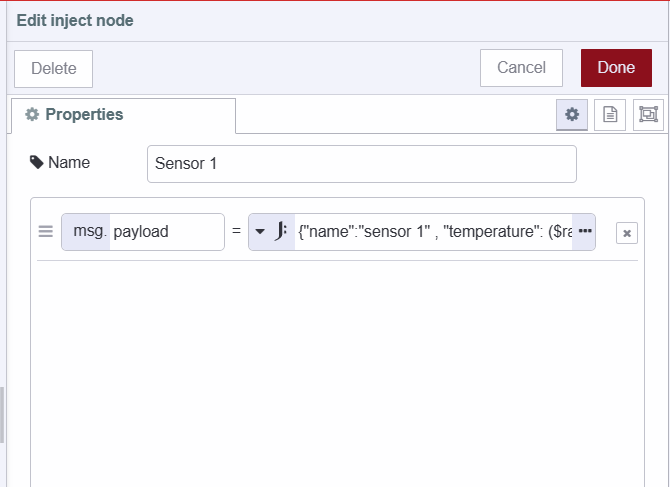 Edit inject node
Delete Cancel Done
Properties
Name Sensor 1
msg. payload = J: {"name":"sensor 1" , "temperature": ($ra ...